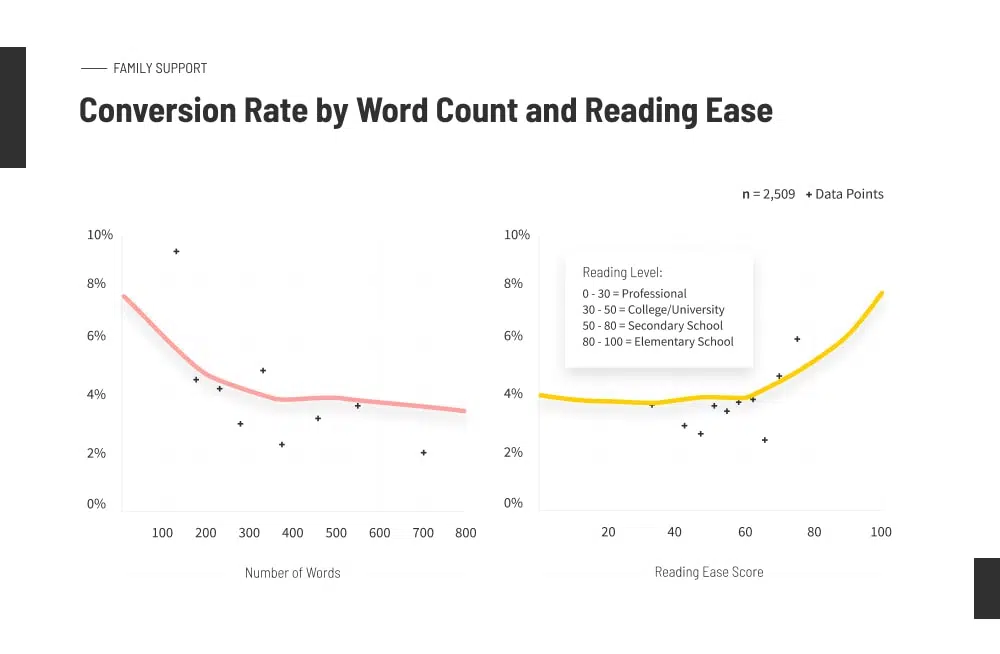 FAMILY SUPPORT
Conversion Rate by Word Count and Reading Ease
n = 2,509 + Data Points
10%
8%
6%
4%
2%
0%
100 200 300 400 500 600 700 800
Number of Words
10%
8%
6%
4%
2%
0%
Reading Level:
0 - 30 = Professional
30 - 50 = College/University
50 - 80 = Secondary School
80 - 100 = Elementary School
20 40 60 80 100
Reading Ease Score